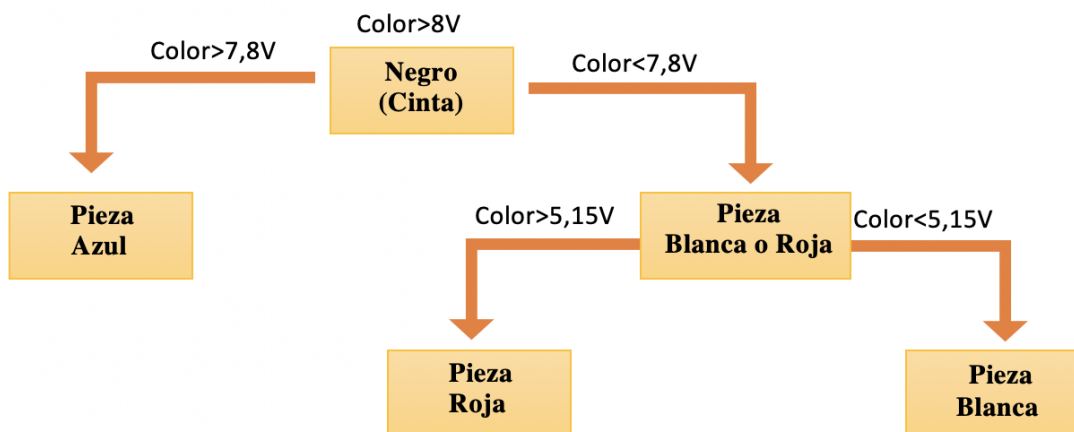 Color>8V
Color>7,8V
Negro
(Cinta)
Color<7,8V
Pieza
Azul
Color>5,15V
Pieza
Blanca o Roja
Color<5,15V
Pieza
Roja
Pieza
Blanca